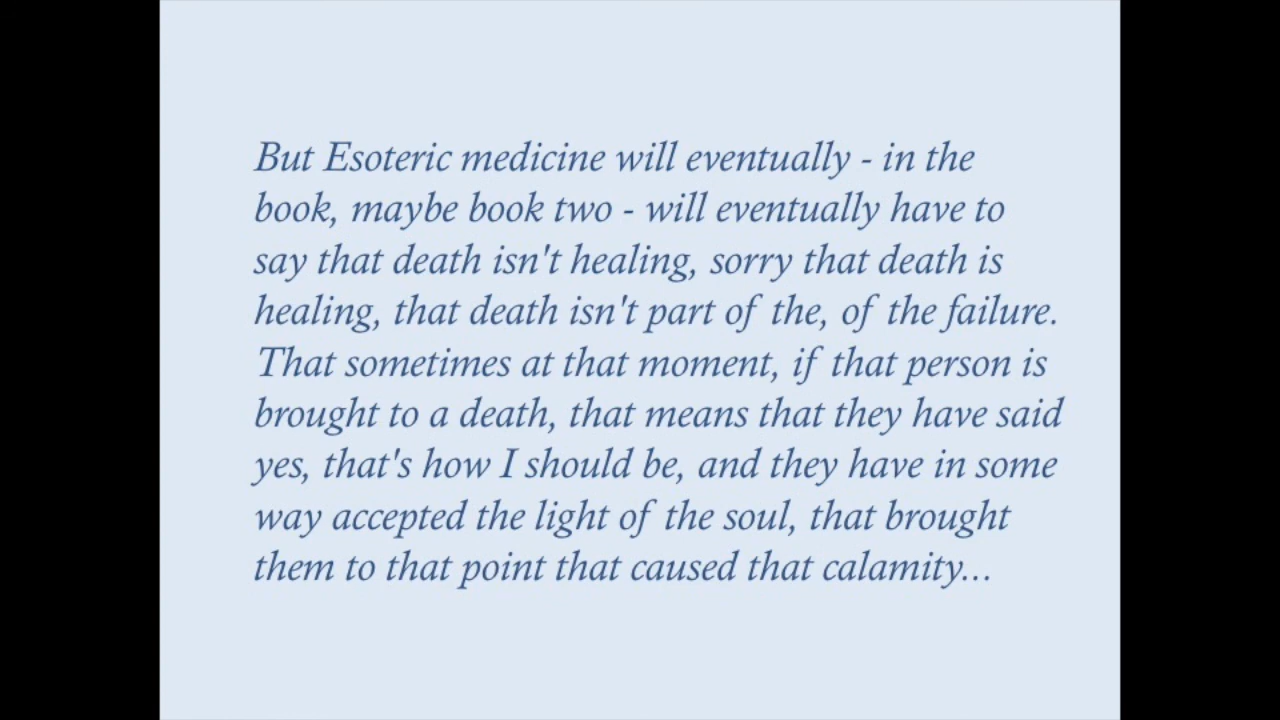 But Esoteric medicine will eventually - in the
book, maybe book two - will eventually have to
say that death isn't healing, sorry that death is
healing, that death isn't part of the, of the failure.
That sometimes at that moment, if that person is
brought to a death, that means that they have said
yes, that's how I should be, and they have in some
way accepted the light of the soul, that brought
them to that point that caused that calamity...